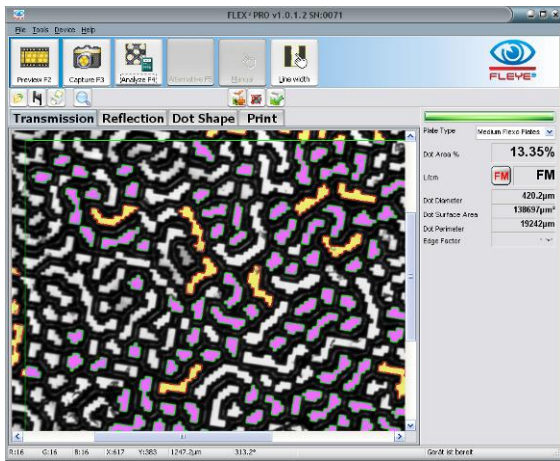 FLEX³PRO v1.0.1.2 SN:0071
File Tools Device Help
Preview F2 Capture F3 Analyze F4 Alternative F5 Manual Line width
FLEYE®
Transmission Reflection Dot Shape Print
Plate Type Medium Flexo Plates
Dot Area % 13.35%
L/cm FM FM
Dot Diameter 420.2µm
Dot Surface Area 138697µm²
Dot Perimeter 19242µm
Edge Factor
R:16 G:16 B:16 X:617 Y:383 1247.2µm 313.2° Gerät ist bereit